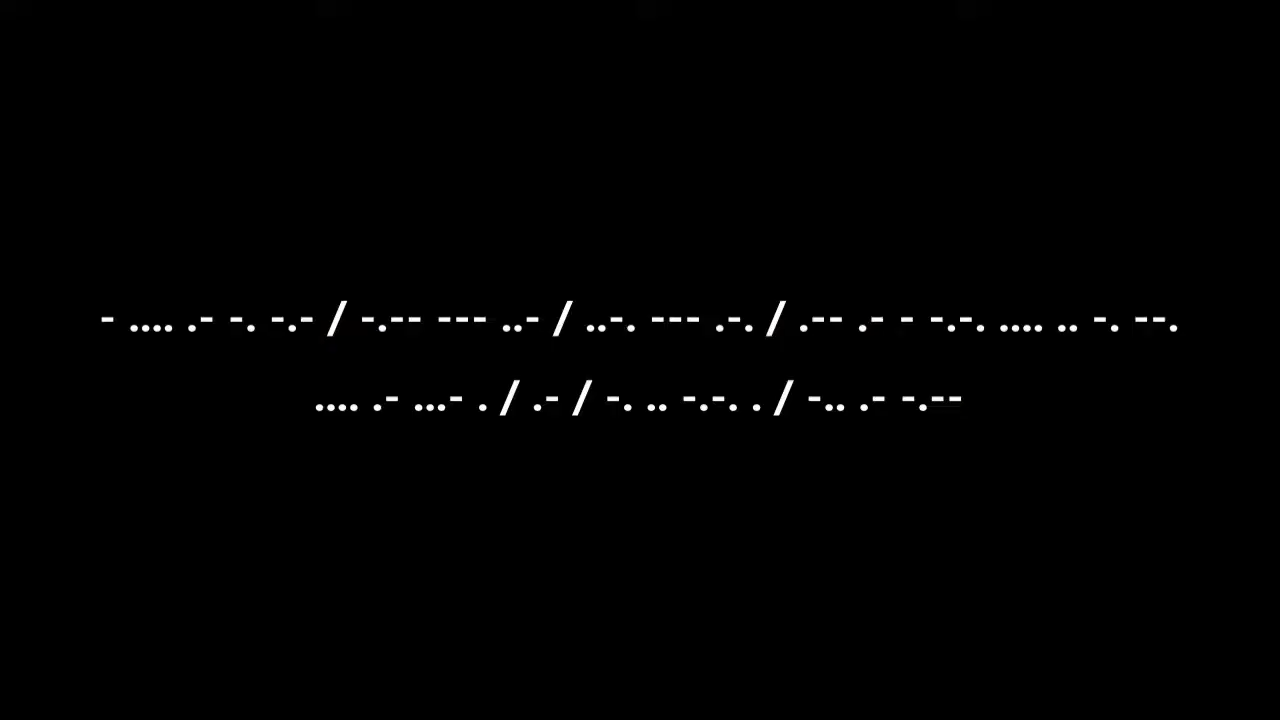 - .... .- -. -.- / -.-- --- ..- / ..-. --- .-. / .-- .- - -.-. .... .. -. --.
.... .- ...- . / .- / -. .. -.-. . / -.. .- -.--